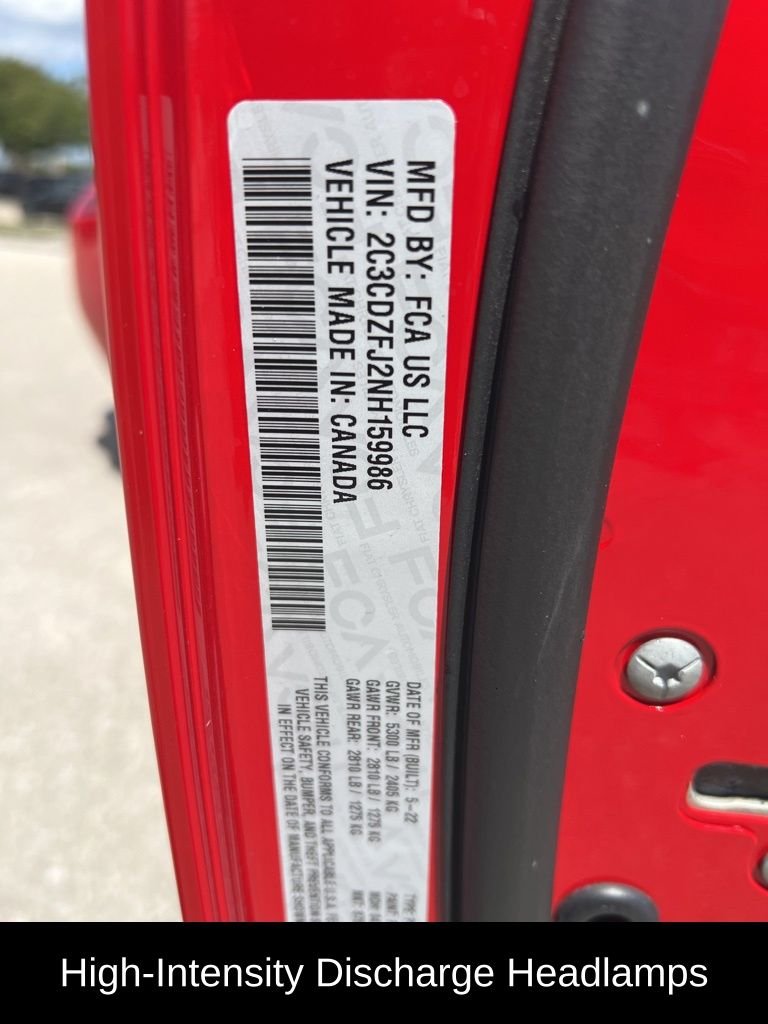 MFD BY: FCA US LLC
VIN: 2C3CDZFJ2NH159986
VEHICLE MADE IN: CANADA
DATE OF MFR (BUILT): 5-22
GVWR: 5300 LB / 2405 KG
GAWR FRONT: 2810 LB / 1275 KG
GAWR REAR: 2810 LB / 1275 KG
THIS VEHICLE CONFORMS TO ALL APPLICABLE U.S.A.
VEHICLE SAFETY, BUMPER, AND THEFT PREVENTION
IN EFFECT ON THE DATE OF MANUFACTURE SHOWN
High-Intensity Discharge Headlamps